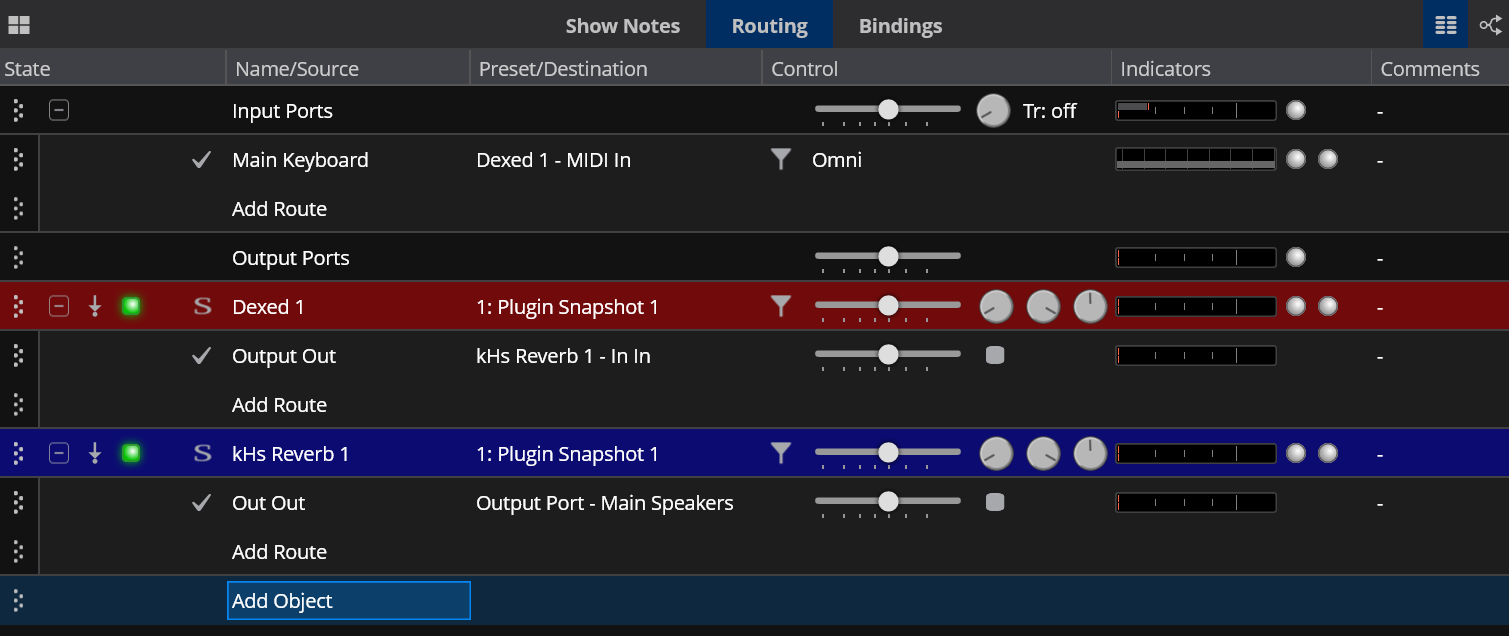 Show Notes Routing Bindings
State Name/Source Preset/Destination Control Indicators Comments
Input Ports Tr: off -
Main Keyboard Dexed 1 - MIDI In Omni -
Add Route
Output Ports -
S Dexed 1 1: Plugin Snapshot 1 -
Output Out kHs Reverb 1 - In In -
Add Route
S kHs Reverb 1 1: Plugin Snapshot 1 -
Out Out Output Port - Main Speakers -
Add Route
Add Object